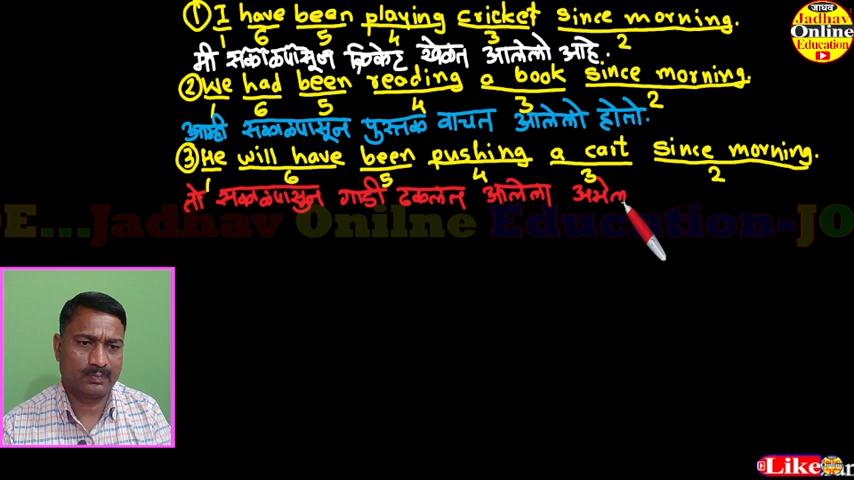 ① I have been playing cricket since morning.
1 6 5 4 3 2
मी सकाळपासून क्रिकेट खेळत आलेलो आहे.
② We had been reading a book since morning.
1 6 5 4 3 2
आम्ही सकाळपासून पुस्तक वाचत आलेलो होतो.
③ He will have been pushing a cart since morning.
1 6 5 4 3 2
तो सकाळपासून गाडी ढकलत आलेला असेल
जाधव
Jadhav
Online
Education
E...Jadhav Onilne Education-JO
Like